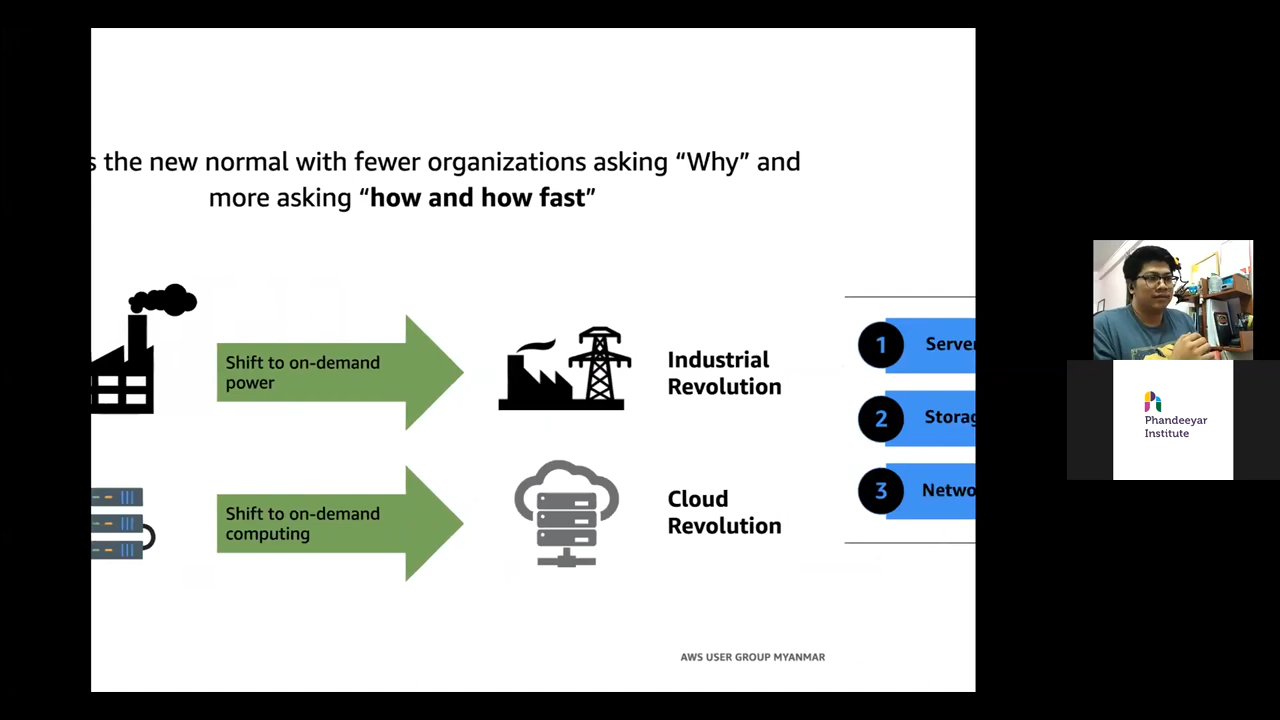 s the new normal with fewer organizations asking “Why” and
more asking “how and how fast”
Shift to on-demand
power
Industrial
Revolution
Shift to on-demand
computing
Cloud
Revolution
1 Server
2 Storag
3 Netwo
AWS USER GROUP MYANMAR
Phandeeyar
Institute